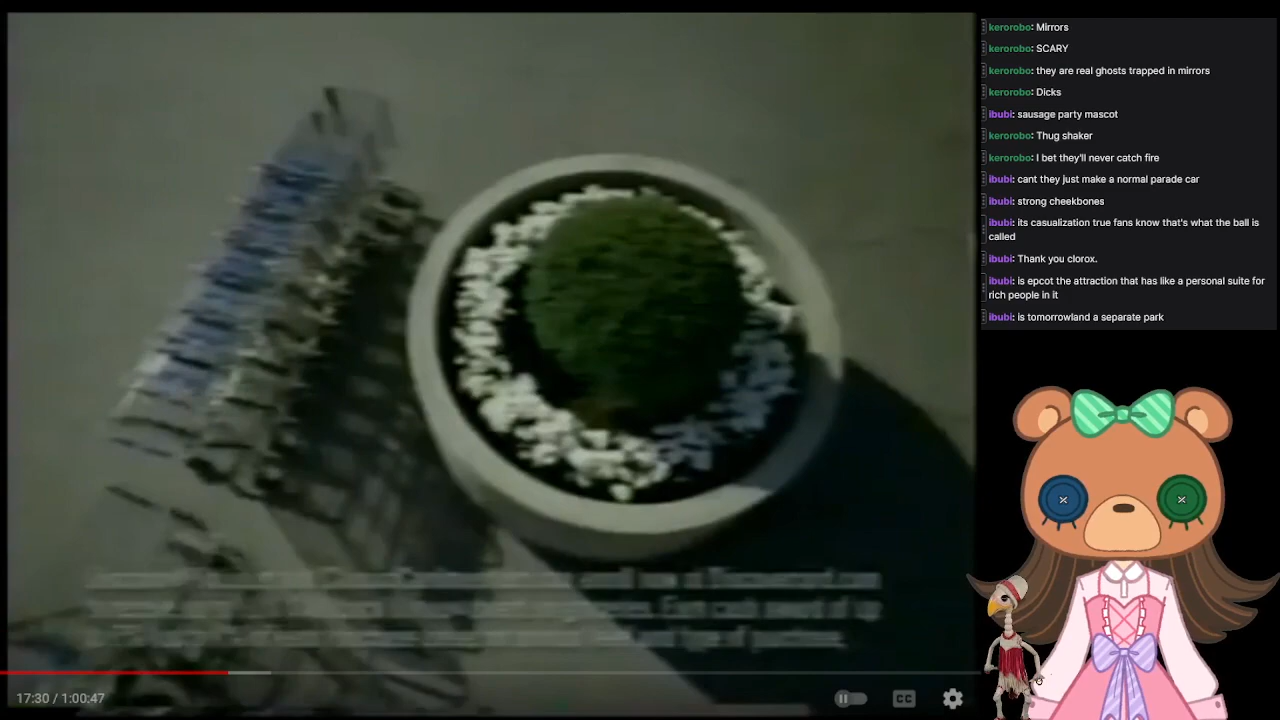 kerorobo: Mirrors
kerorobo: SCARY
kerorobo: they are real ghosts trapped in mirrors
kerorobo: Dicks
ibubi: sausage party mascot
kerorobo: Thug shaker
kerorobo: I bet they'll never catch fire
ibubi: cant they just make a normal parade car
ibubi: strong cheekbones
ibubi: its casualization true fans know that's what the ball is
called
ibubi: Thank you clorox.
ibubi: is epcot the attraction that has like a personal suite for
rich people in it
ibubi: is tomorrowland a separate park
17:30 / 1:00:47
CC